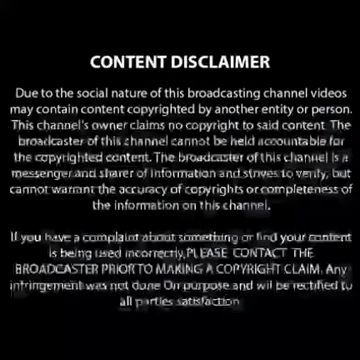 CONTENT DISCLAIMER
Due to the social nature of this broadcasting channel videos
may contain content copyrighted by another entity or person.
This channel's owner claims no copyright to said content. The
broadcaster of this channel cannot be held accountable for
the copyrighted content. The broadcaster of this channel is a
messenger and sharer of information and strives to verify, but
cannot warrant the accuracy of copyrights or completeness of
the information on this channel.
If you have a complaint about something or find your content
is being used incorrectly,PLEASE CONTACT THE
BROADCASTER PRIOR TO MAKING A COPYRIGHT CLAIM. Any
infringement was not done On purpose and will be rectified to
all parties satisfaction